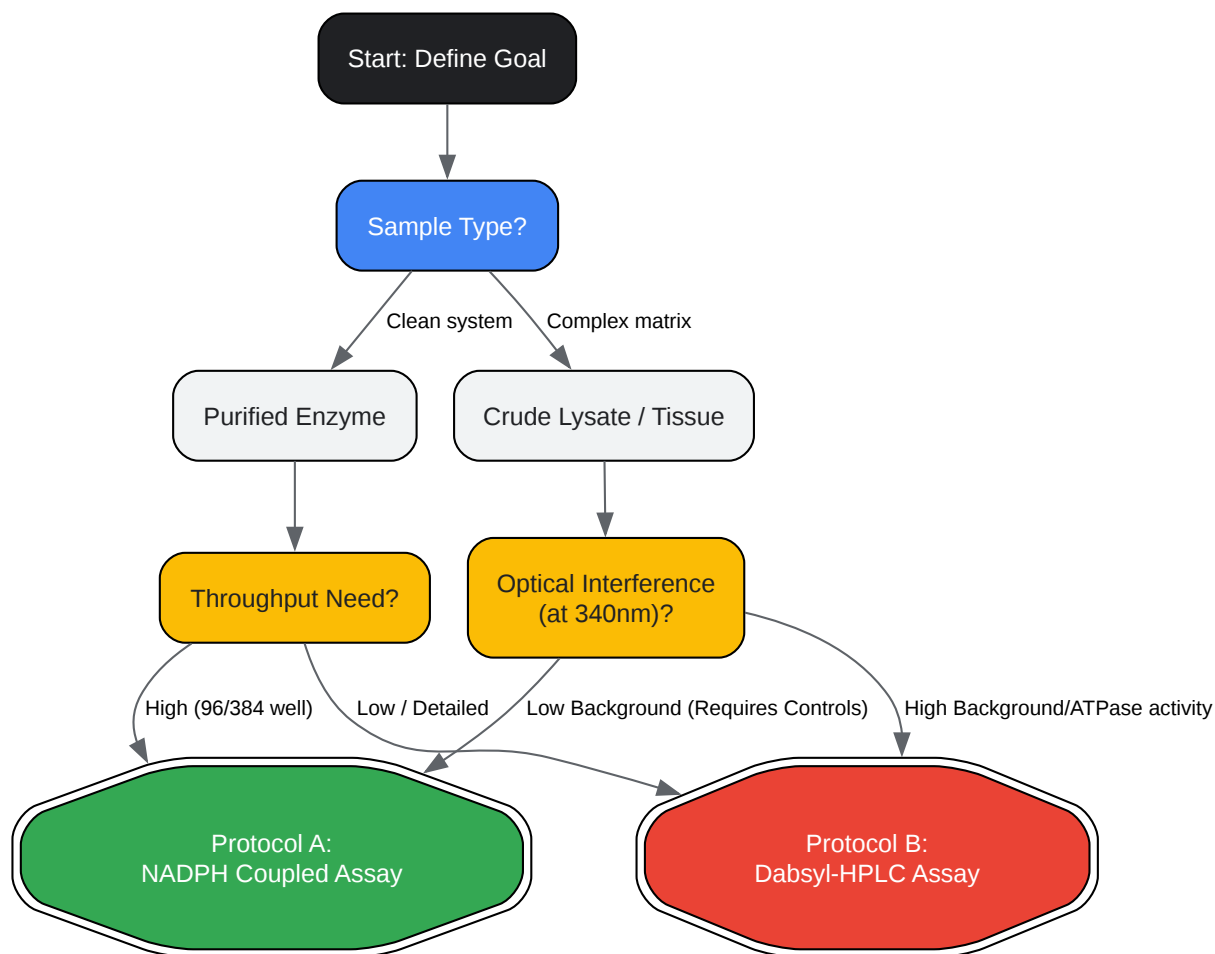 Start: Define Goal
Sample Type?
Clean system
Complex matrix
Purified Enzyme
Crude Lysate / Tissue
Throughput Need?
Optical Interference
(at 340nm)?
High (96/384 well)
Low / Detailed
Low Background (Requires Controls)
High Background/ATPase activity
Protocol A:
NADPH Coupled Assay
Protocol B:
Dabsyl-HPLC Assay